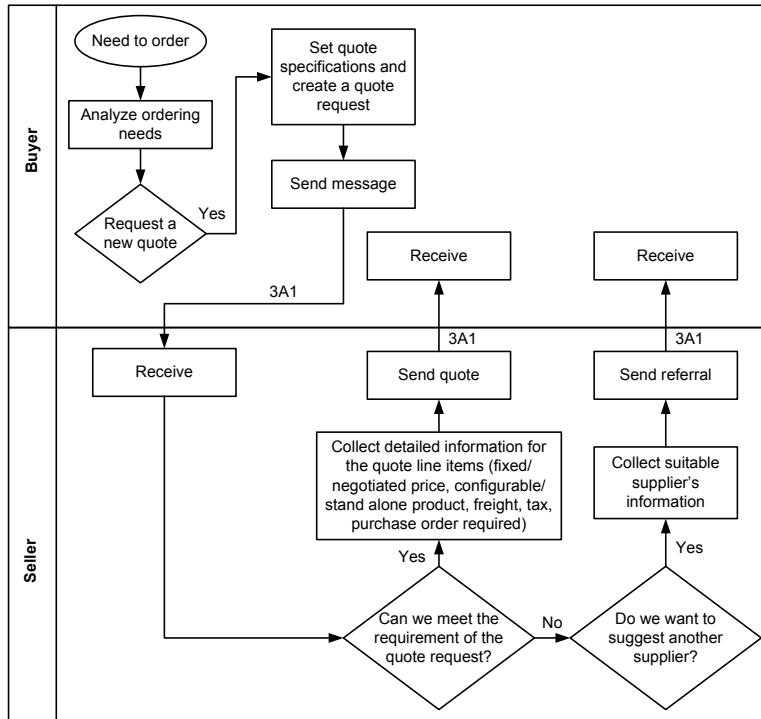 Buyer
Need to order
Analyze ordering
needs
Request a
new quote
Yes
Set quote
specifications and
create a quote
request
Send message
3A1
Receive
Receive
Seller
Receive
3A1
Send quote
Collect detailed information for
the quote line items (fixed/
negotiated price, configurable/
stand alone product, freight, tax,
purchase order required)
Yes
Can we meet the
requirement of the
quote request?
No
3A1
Send referral
Collect suitable
supplier's
information
Yes
Do we want to
suggest another
supplier?